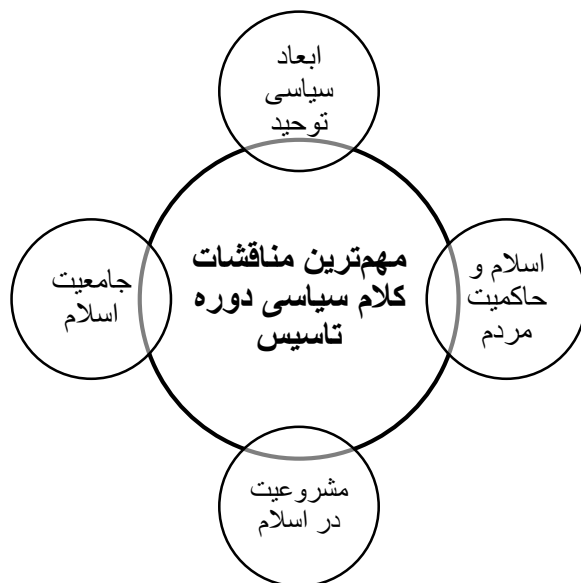 ابعاد
سیاسی
توحید
مهم‌ترین مناقشات
کلام سیاسی دوره
تاسیس
اسلام و
حاکمیت
مردم
جامعیت
اسلام
مشروعیت
در اسلام